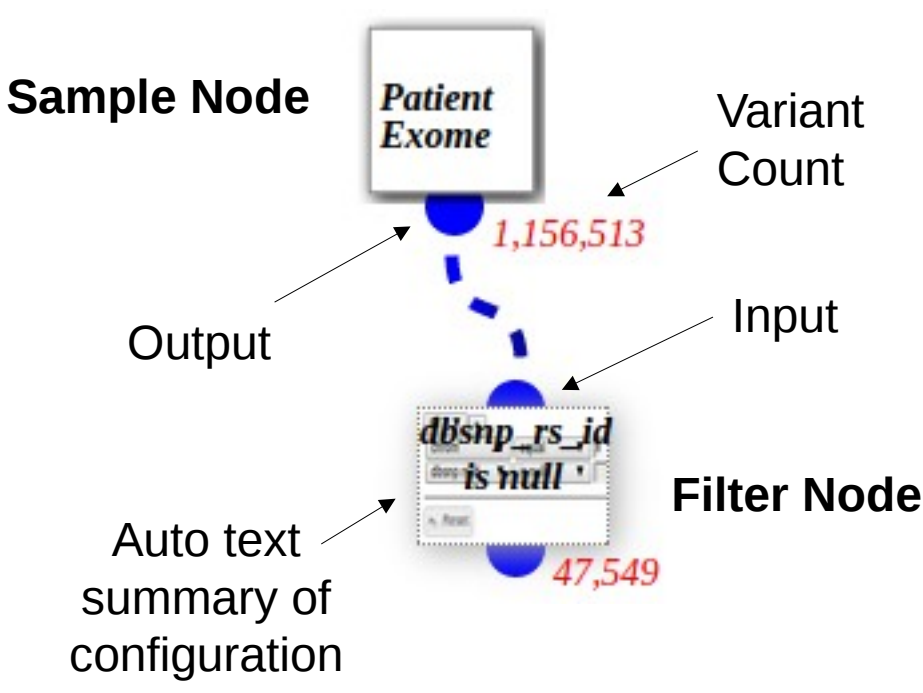 Sample Node
Patient
Exome
Variant
Count
1,156,513
Output
Input
dbsnp_rs_id
is null
Reset
Filter Node
Auto text
summary of
configuration
47,549